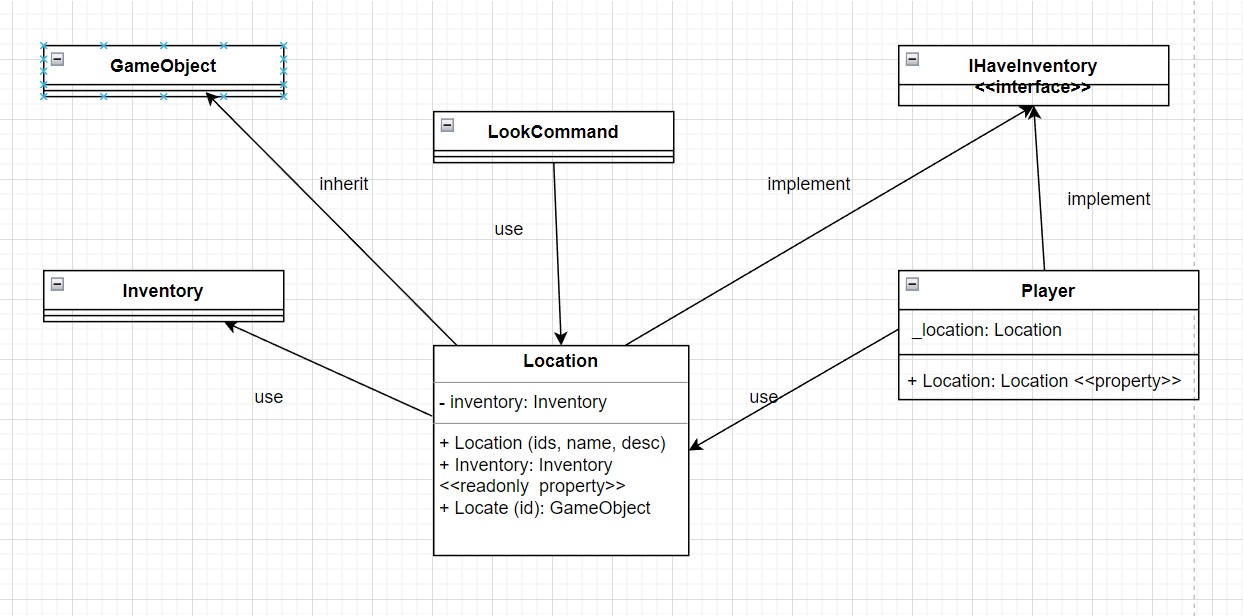 GameObject
IHaveInventory
<<interface>>
LookCommand
inherit
implement
implement
use
Inventory
Player
_location: Location
+ Location: Location <<property>>
use
use
Location
- inventory: Inventory
+ Location (ids, name, desc)
+ Inventory: Inventory
<<readonly property>>
+ Locate (id): GameObject